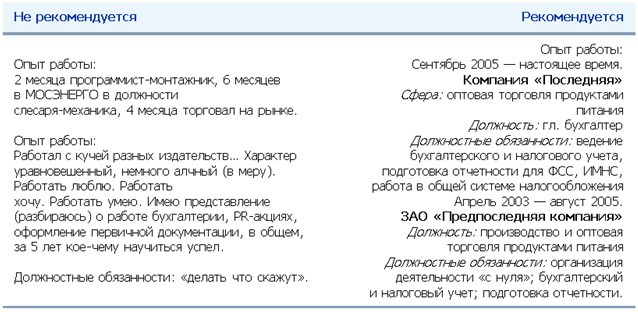 Не рекомендуется
Рекомендуется
Опыт работы:
2 месяца программист-монтажник, 6 месяцев
в МОСЭНЕРГО в должности
слесаря-механика, 4 месяца торговал на рынке.
Опыт работы:
Работал с кучей разных издательств... Характер
уравновешенный, немного алчный (в меру).
Работать люблю. Работать
хочу. Работать умею. Имею представление
(разбираюсь) о работе бухгалтерии, PR-акциях,
оформление первичной документации, в общем,
за 5 лет кое-чему научиться успел.
Должностные обязанности: «делать что скажут».
Опыт работы:
Сентябрь 2005 — настоящее время.
Компания «Последняя»
Сфера: оптовая торговля продуктами
питания
Должность: гл. бухгалтер
Должностные обязанности: ведение
бухгалтерского и налогового учета,
подготовка отчетности для ФСС, ИМНС,
работа в общей системе налогообложения
Апрель 2003 — август 2005.
ЗАО «Предпоследняя компания»
Должность: производство и оптовая
торговля продуктами питания
Должностные обязанности: организация
деятельности «с нуля»; бухгалтерский
и налоговый учет; подготовка отчетности.